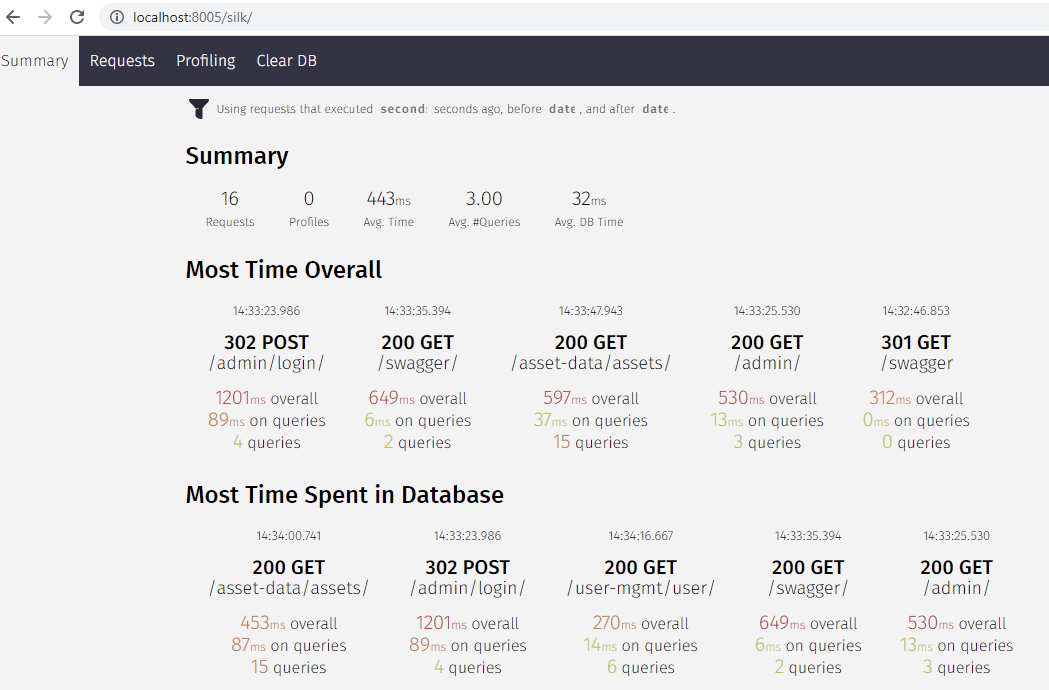 localhost:8005/silk/
Summary Requests Profiling Clear DB
Using requests that executed second seconds ago, before date , and after date .
Summary
16 0 443ms 3.00 32ms
Requests Profiles Avg. Time Avg. #Queries Avg. DB Time
Most Time Overall
14:33:23.986 14:33:35.394 14:33:47.943 14:33:25.530 14:32:46.853
302 POST 200 GET 200 GET 200 GET 301 GET
/admin/login/ /swagger/ /asset-data/assets/ /admin/ /swagger
1201ms overall 649ms overall 597ms overall 530ms overall 312ms overall
89ms on queries 6ms on queries 37ms on queries 13ms on queries 0ms on queries
4 queries 2 queries 15 queries 3 queries 0 queries
Most Time Spent in Database
14:34:00.741 14:33:23.986 14:34:16.667 14:33:35.394 14:33:25.530
200 GET 302 POST 200 GET 200 GET 200 GET
/asset-data/assets/ /admin/login/ /user-mgmt/user/ /swagger/ /admin/
453ms overall 1201ms overall 270ms overall 649ms overall 530ms overall
87ms on queries 89ms on queries 14ms on queries 6ms on queries 13ms on queries
15 queries 4 queries 6 queries 2 queries 3 queries